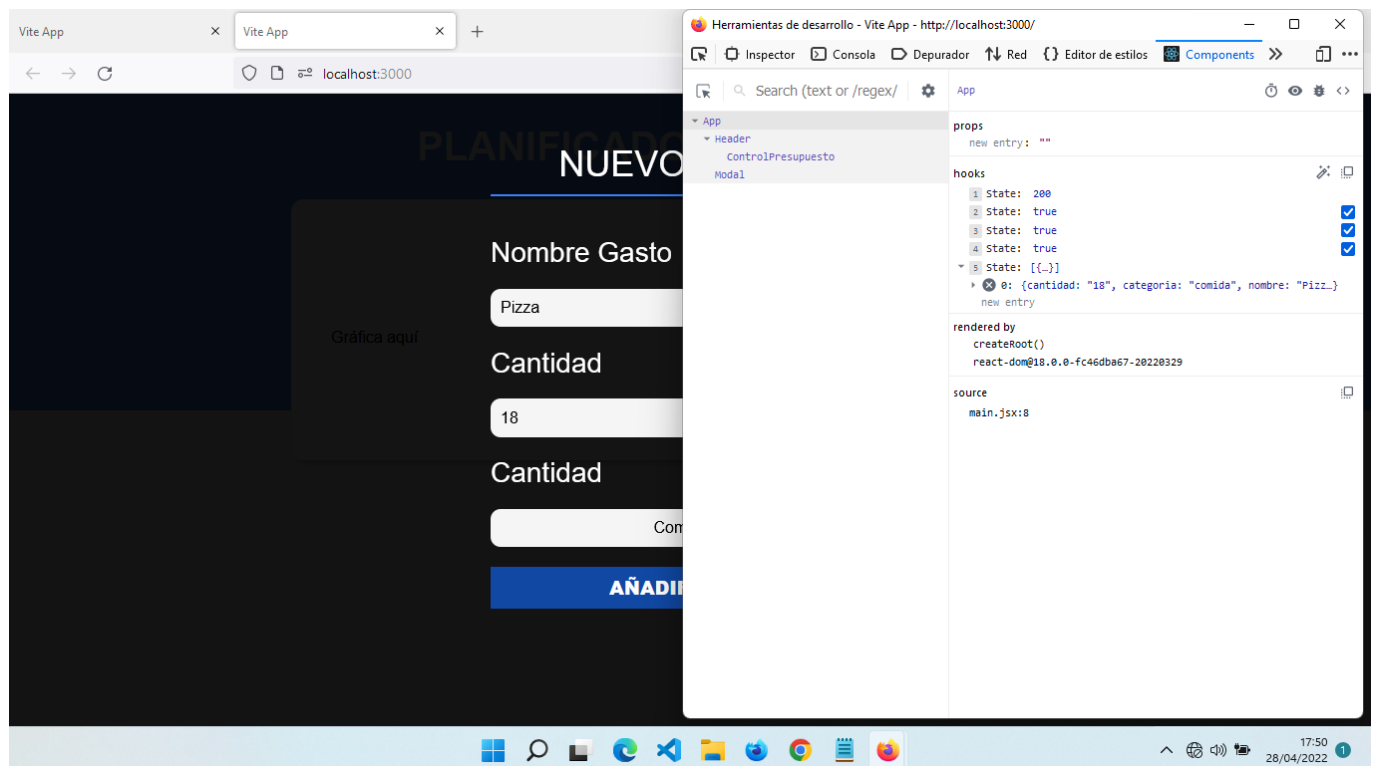 Vite App
Vite App
localhost:3000
PLANIFICADO
NUEVO
Nombre Gasto
Pizza
Gráfica aquí
Cantidad
18
Cantidad
Com
AÑADIR
Herramientas de desarrollo - Vite App - http://localhost:3000/
Inspector Consola Depurador Red Editor de estilos Components
Search (text or /regex/
App
App
Header
ControlPresupuesto
Modal
props
new entry: ""
hooks
1 State: 200
2 State: true
3 State: true
4 State: true
5 State: [{…}]
0: {cantidad: "18", categoria: "comida", nombre: "Pizz…}
new entry
rendered by
createRoot()
react-dom@18.0.0-fc46dba67-20220329
source
main.jsx:8
17:50
28/04/2022
1